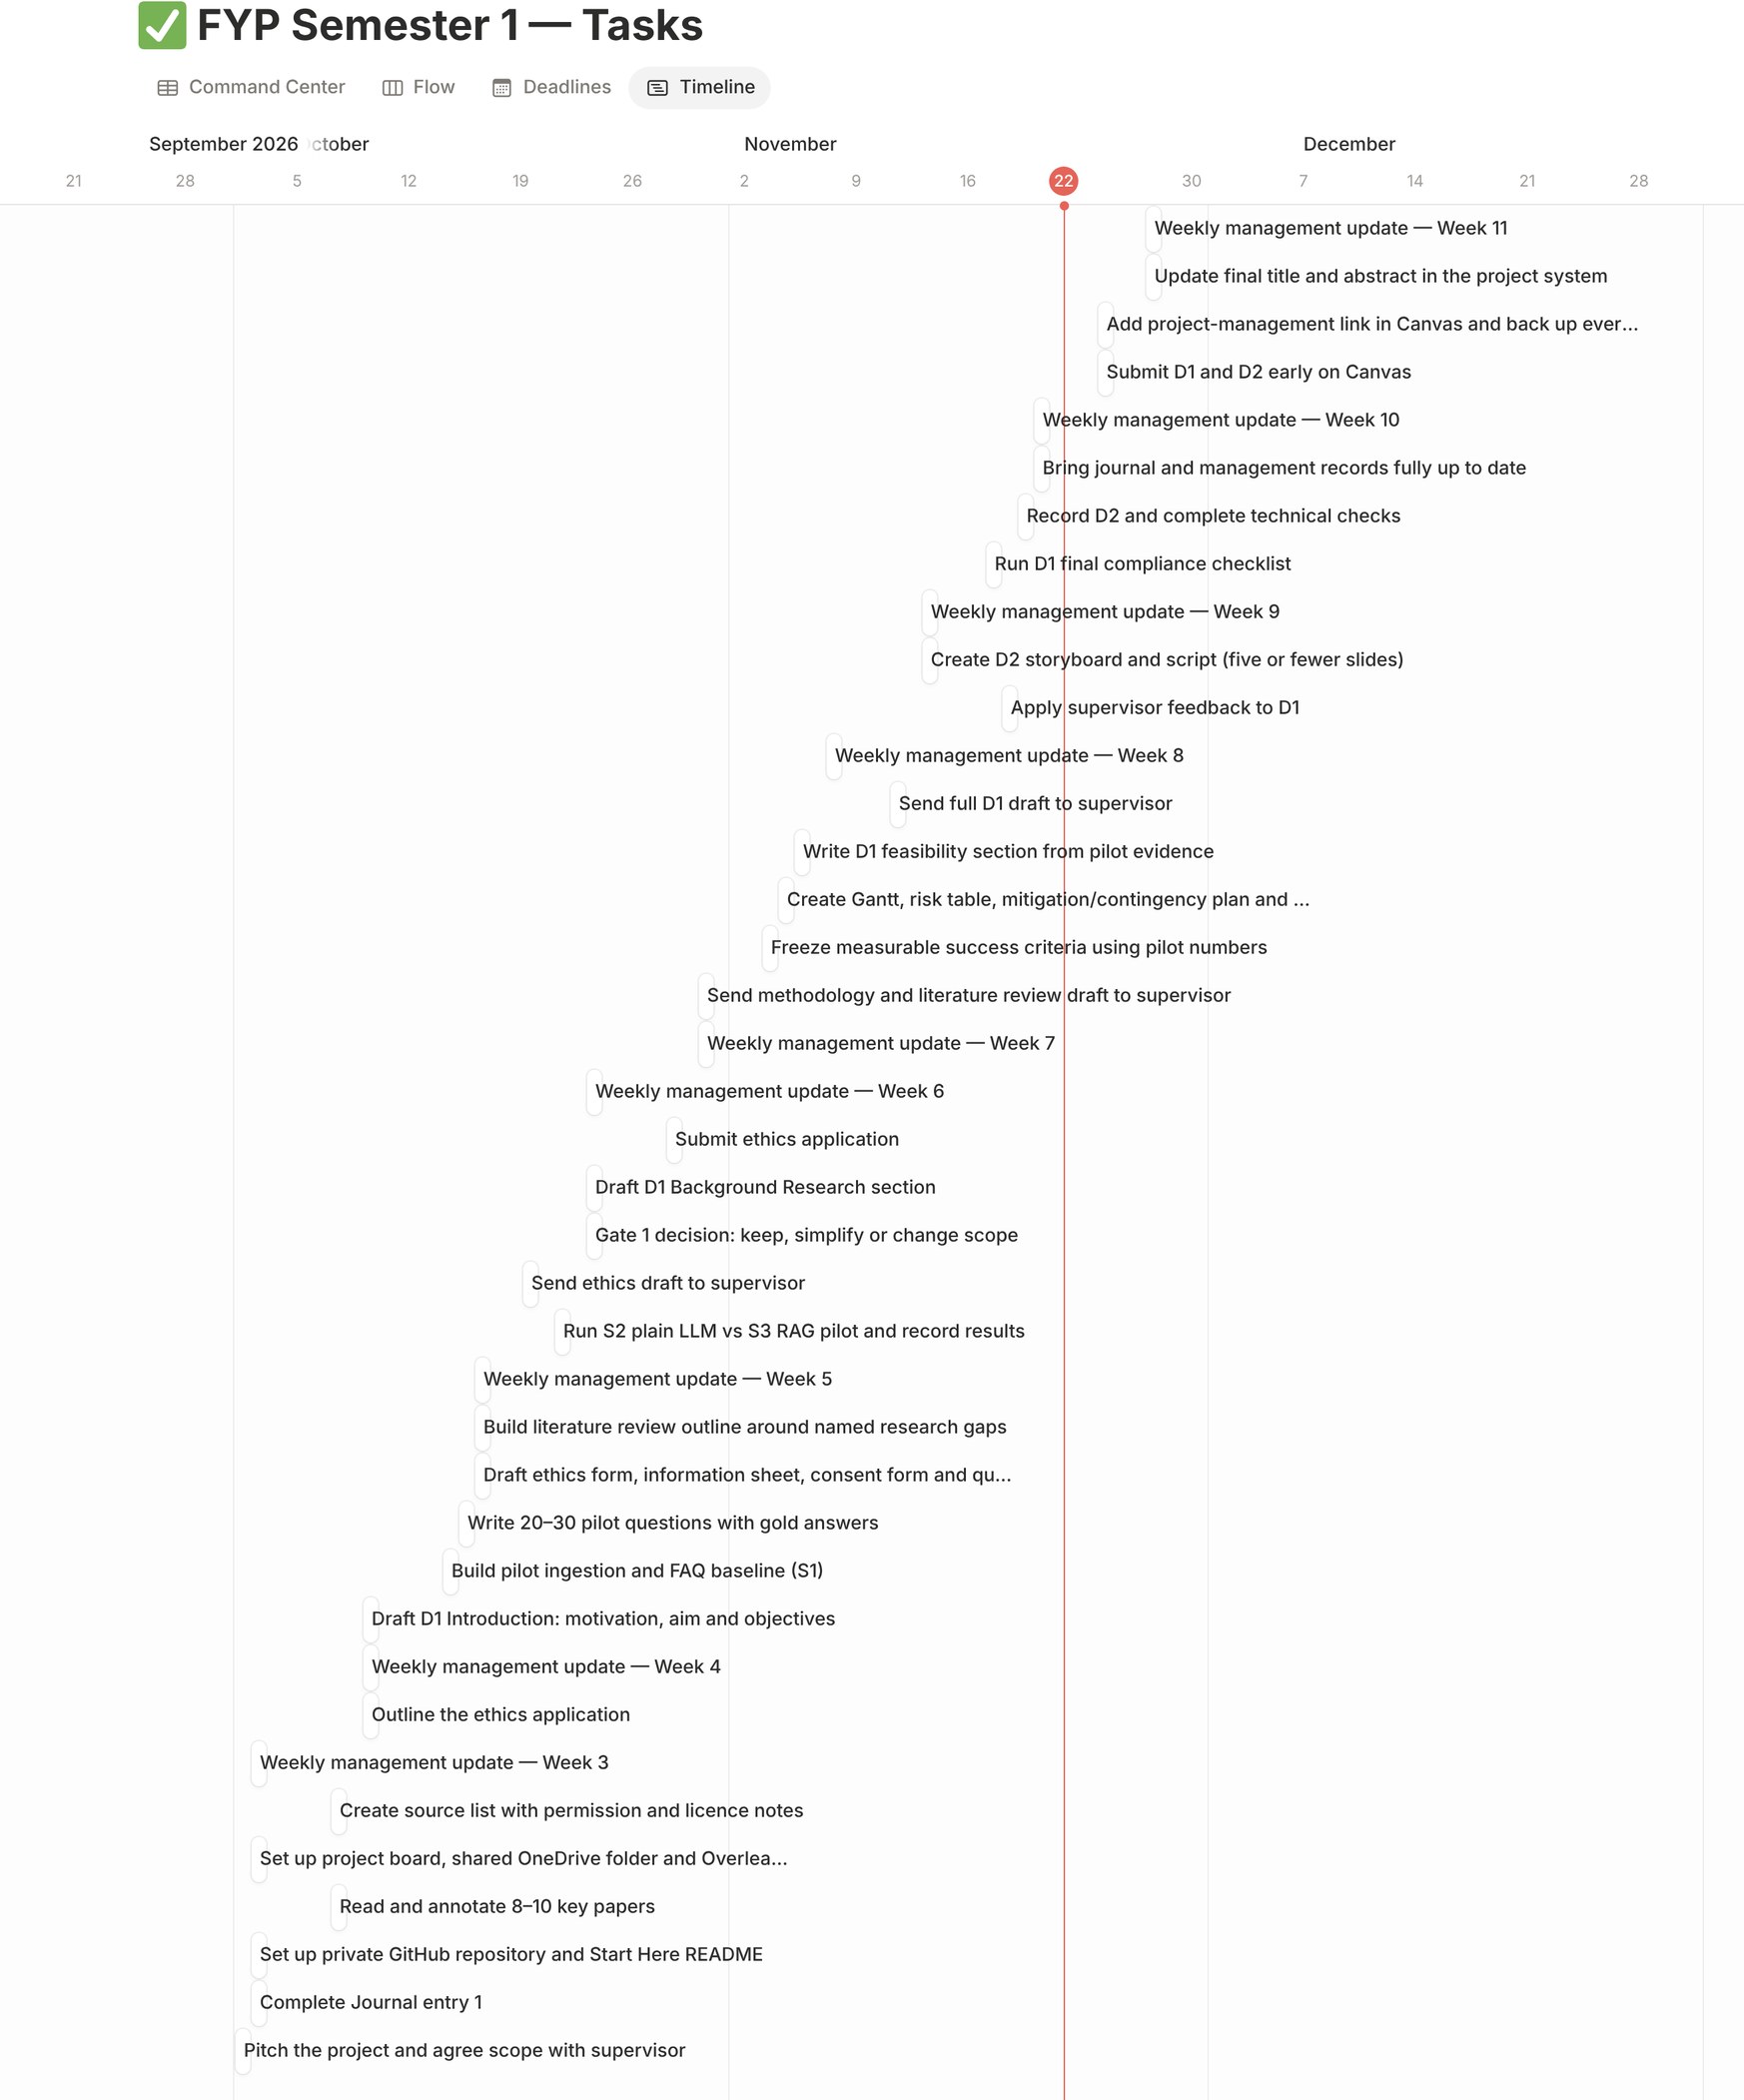 ✅ FYP Semester 1 — Tasks
Command Center Flow Deadlines Timeline
September 2026 ctober November December
21 28 5 12 19 26 2 9 16 22 30 7 14 21 28
Weekly management update — Week 11
Update final title and abstract in the project system
Add project-management link in Canvas and back up ever...
Submit D1 and D2 early on Canvas
Weekly management update — Week 10
Bring journal and management records fully up to date
Record D2 and complete technical checks
Run D1 final compliance checklist
Weekly management update — Week 9
Create D2 storyboard and script (five or fewer slides)
Apply supervisor feedback to D1
Weekly management update — Week 8
Send full D1 draft to supervisor
Write D1 feasibility section from pilot evidence
Create Gantt, risk table, mitigation/contingency plan and ...
Freeze measurable success criteria using pilot numbers
Send methodology and literature review draft to supervisor
Weekly management update — Week 7
Weekly management update — Week 6
Submit ethics application
Draft D1 Background Research section
Gate 1 decision: keep, simplify or change scope
Send ethics draft to supervisor
Run S2 plain LLM vs S3 RAG pilot and record results
Weekly management update — Week 5
Build literature review outline around named research gaps
Draft ethics form, information sheet, consent form and qu...
Write 20–30 pilot questions with gold answers
Build pilot ingestion and FAQ baseline (S1)
Draft D1 Introduction: motivation, aim and objectives
Weekly management update — Week 4
Outline the ethics application
Weekly management update — Week 3
Create source list with permission and licence notes
Set up project board, shared OneDrive folder and Overlea...
Read and annotate 8–10 key papers
Set up private GitHub repository and Start Here README
Complete Journal entry 1
Pitch the project and agree scope with supervisor